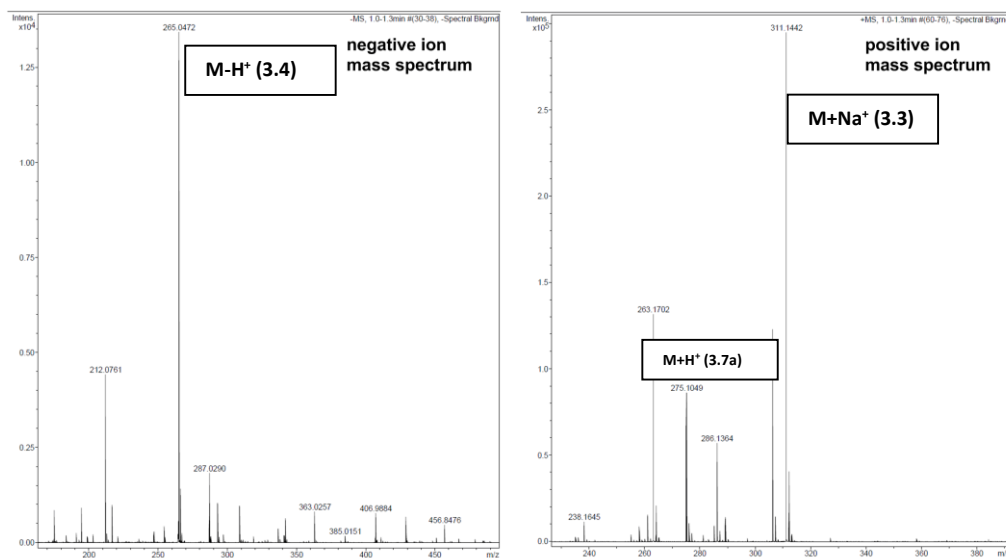 Intens.
x10⁴
-MS, 1.0-1.3min #(30-38), -Spectral Bkgrnd
265.0472
negative ion
mass spectrum
M-H⁺ (3.4)
1.25
1.00
0.75
0.50
212.0761
0.25
287.0290
363.0257
385.0151
406.9884
456.8476
0.00
200
250
300
350
400
450
m/z
Intens.
x10⁵
+MS, 1.0-1.3min #(60-76), -Spectral Bkgrnd
311.1442
positive ion
mass spectrum
M+Na⁺ (3.3)
2.5
2.0
1.5
263.1702
1.0
M+H⁺ (3.7a)
275.1049
286.1364
0.5
238.1645
0.0
240
260
280
300
320
340
360